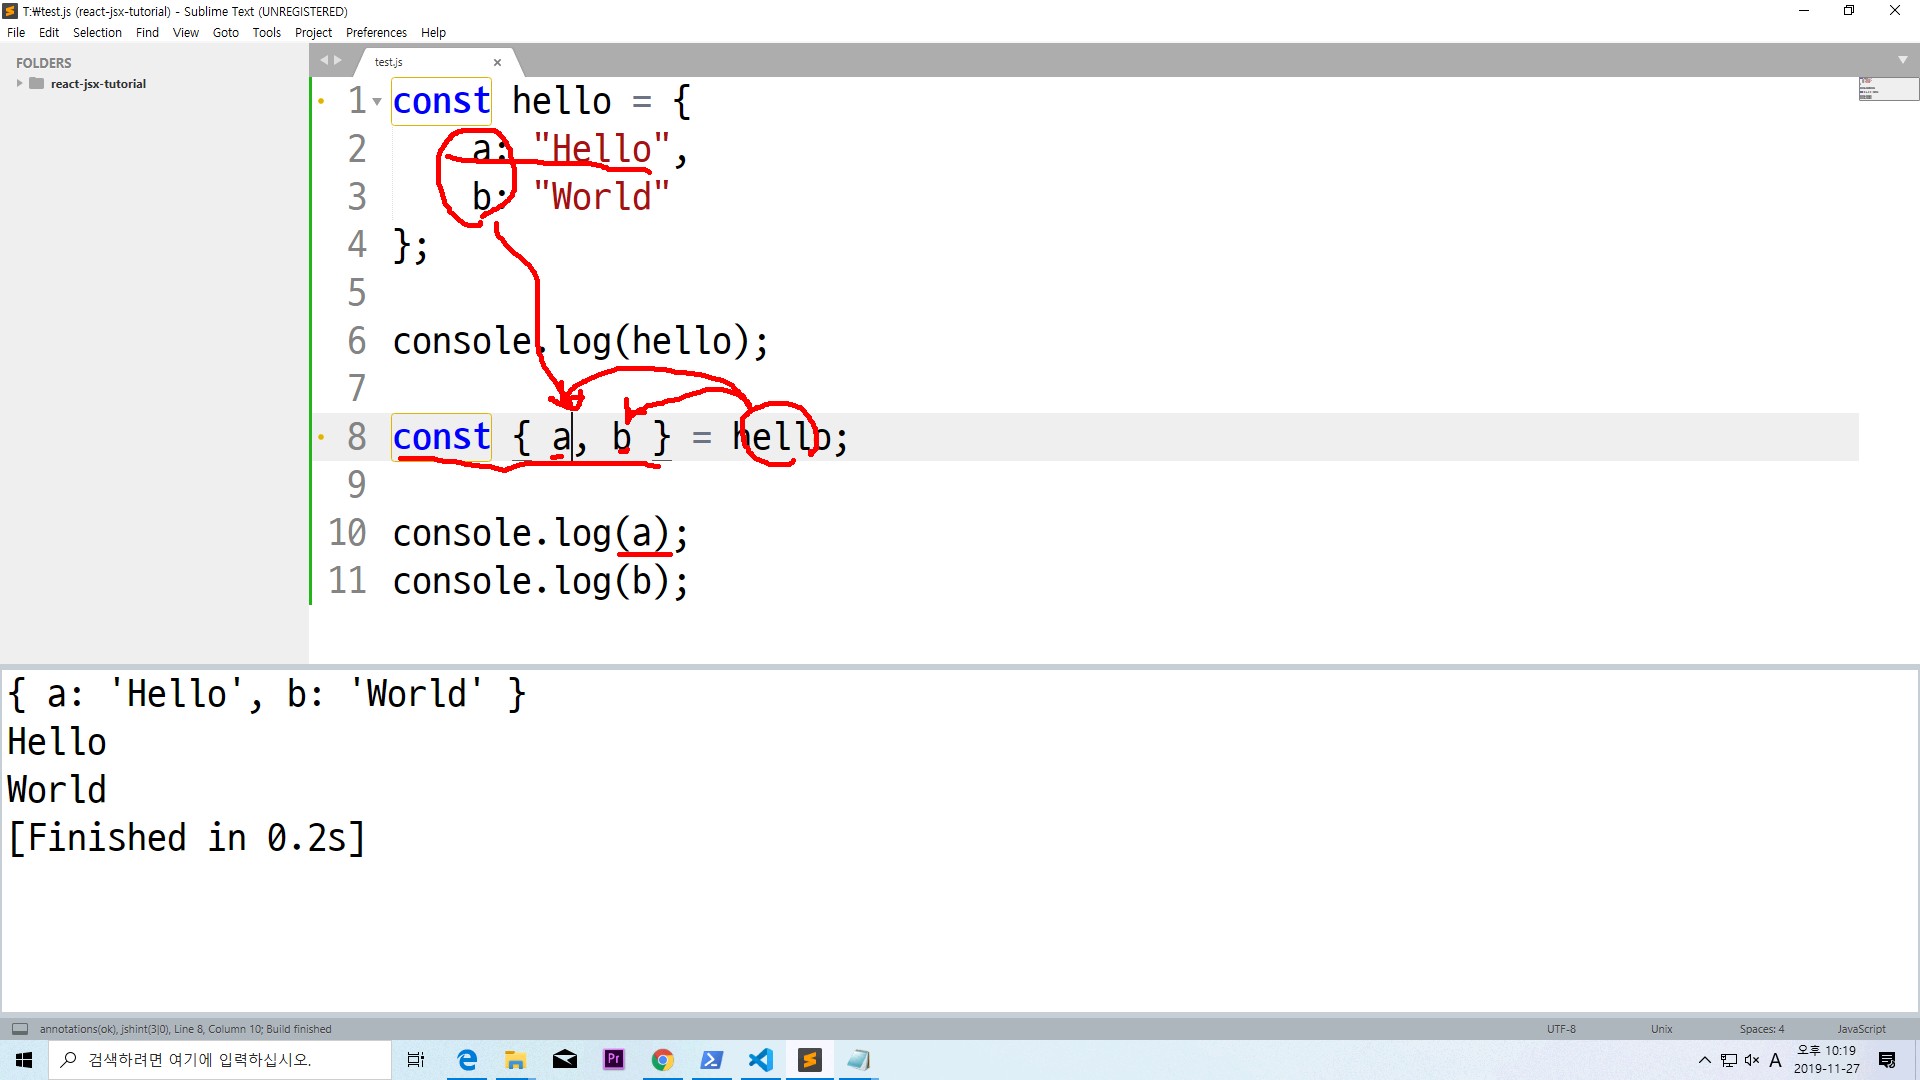 T:\test.js (react-jsx-tutorial) - Sublime Text (UNREGISTERED)
File Edit Selection Find View Goto Tools Project Preferences Help
FOLDERS
react-jsx-tutorial
test.js
1 const hello = {
2 a: "Hello",
3 b: "World"
4 };
5
6 console.log(hello);
7
8 const { a, b } = hello;
9
10 console.log(a);
11 console.log(b);
{ a: 'Hello', b: 'World' }
Hello
World
[Finished in 0.2s]
annotations(ok), jshint(3|0), Line 8, Column 10; Build finished UTF-8 Unix Spaces: 4 JavaScript
검색하려면 여기에 입력하십시오.
Pr
A
오후 10:19
2019-11-27